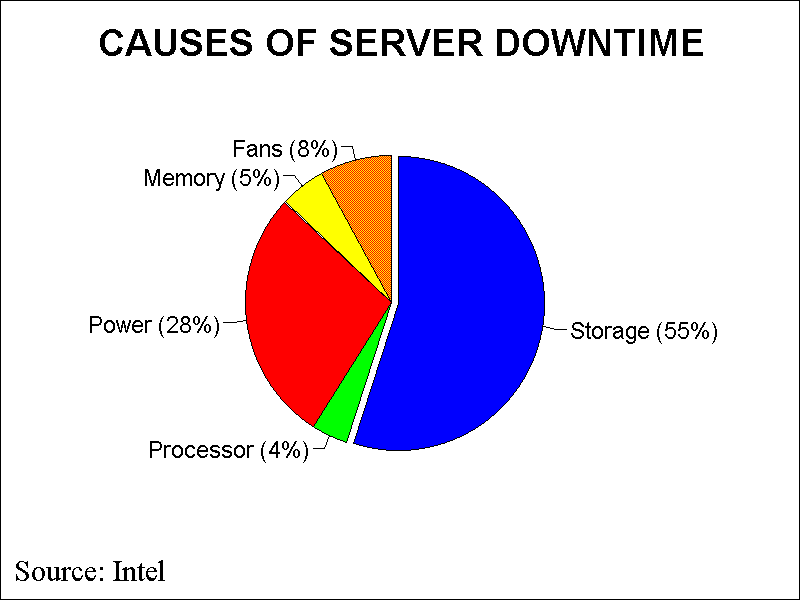 CAUSES OF SERVER DOWNTIME
Fans (8%)
Memory (5%)
Power (28%)
Storage (55%)
Processor (4%)
Source: Intel